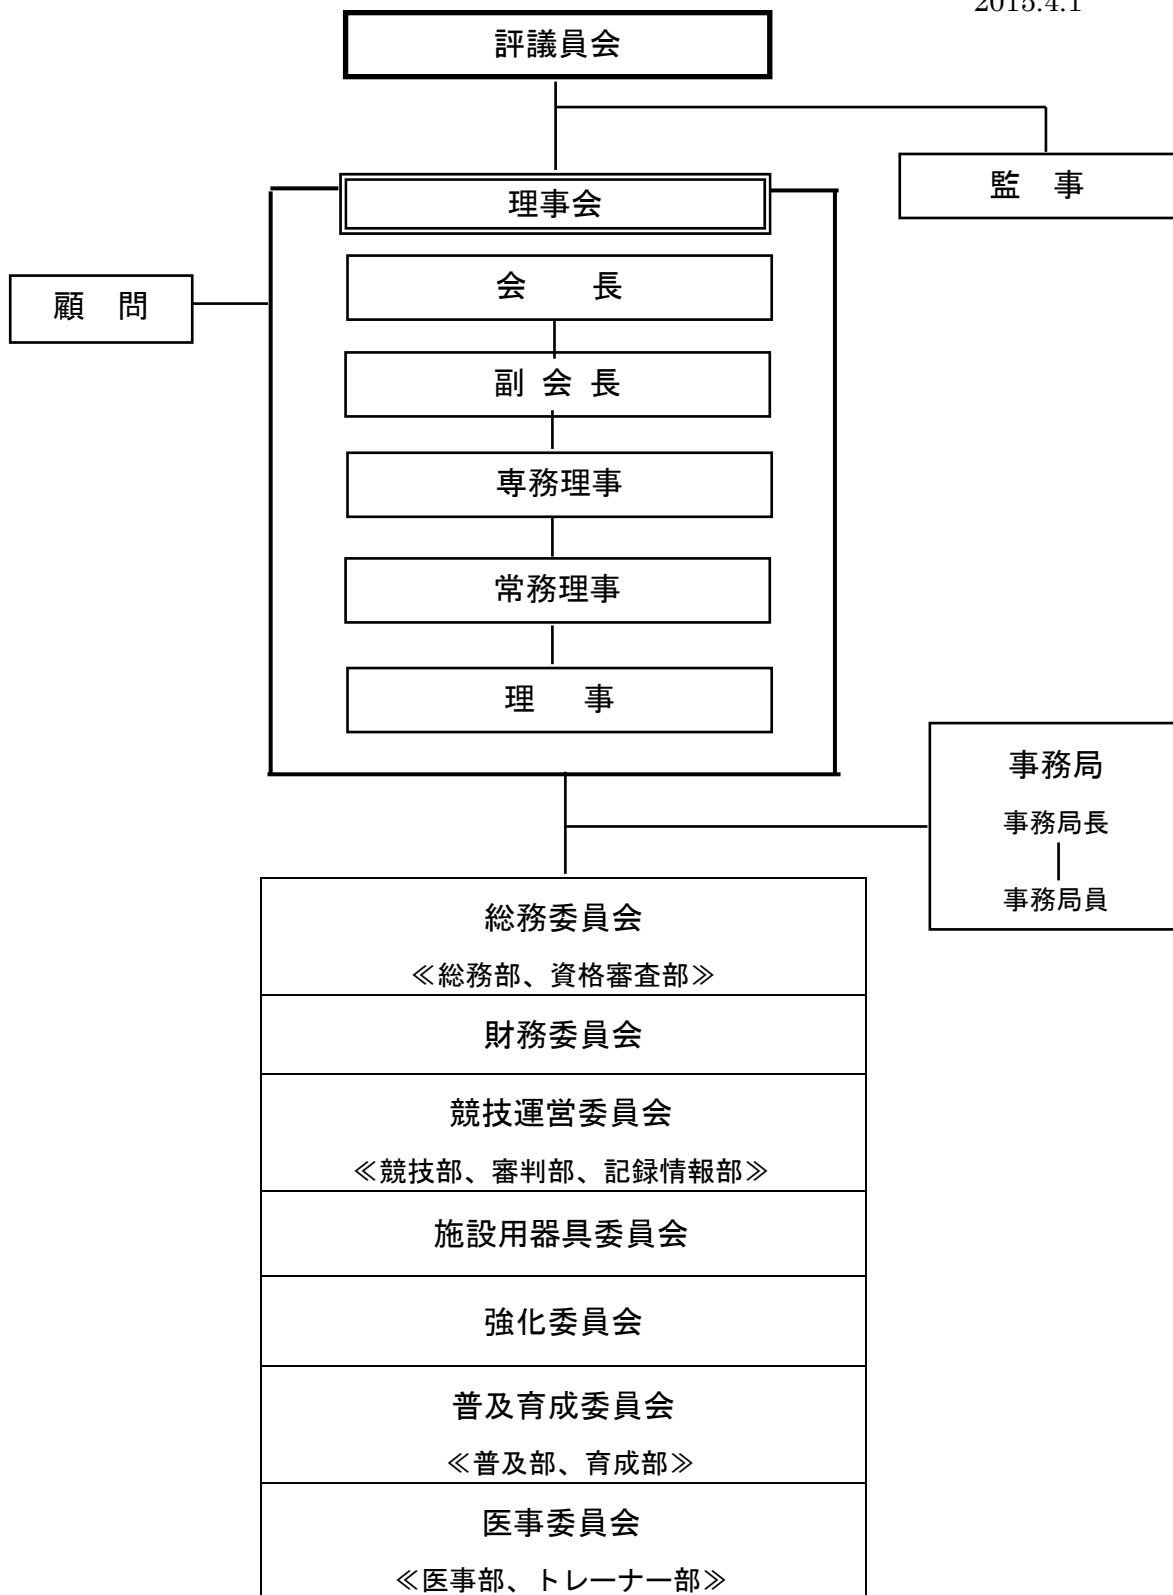 2015.4.1
評議員会
監　事
理事会
会　　長
顧　問
副 会 長
専務理事
常務理事
理　　事
事務局
事務局長
事務局員
総務委員会
≪総務部、資格審査部≫
財務委員会
競技運営委員会
≪競技部、審判部、記録情報部≫
施設用器具委員会
強化委員会
普及育成委員会
≪普及部、育成部≫
医事委員会
≪医事部、トレーナー部≫